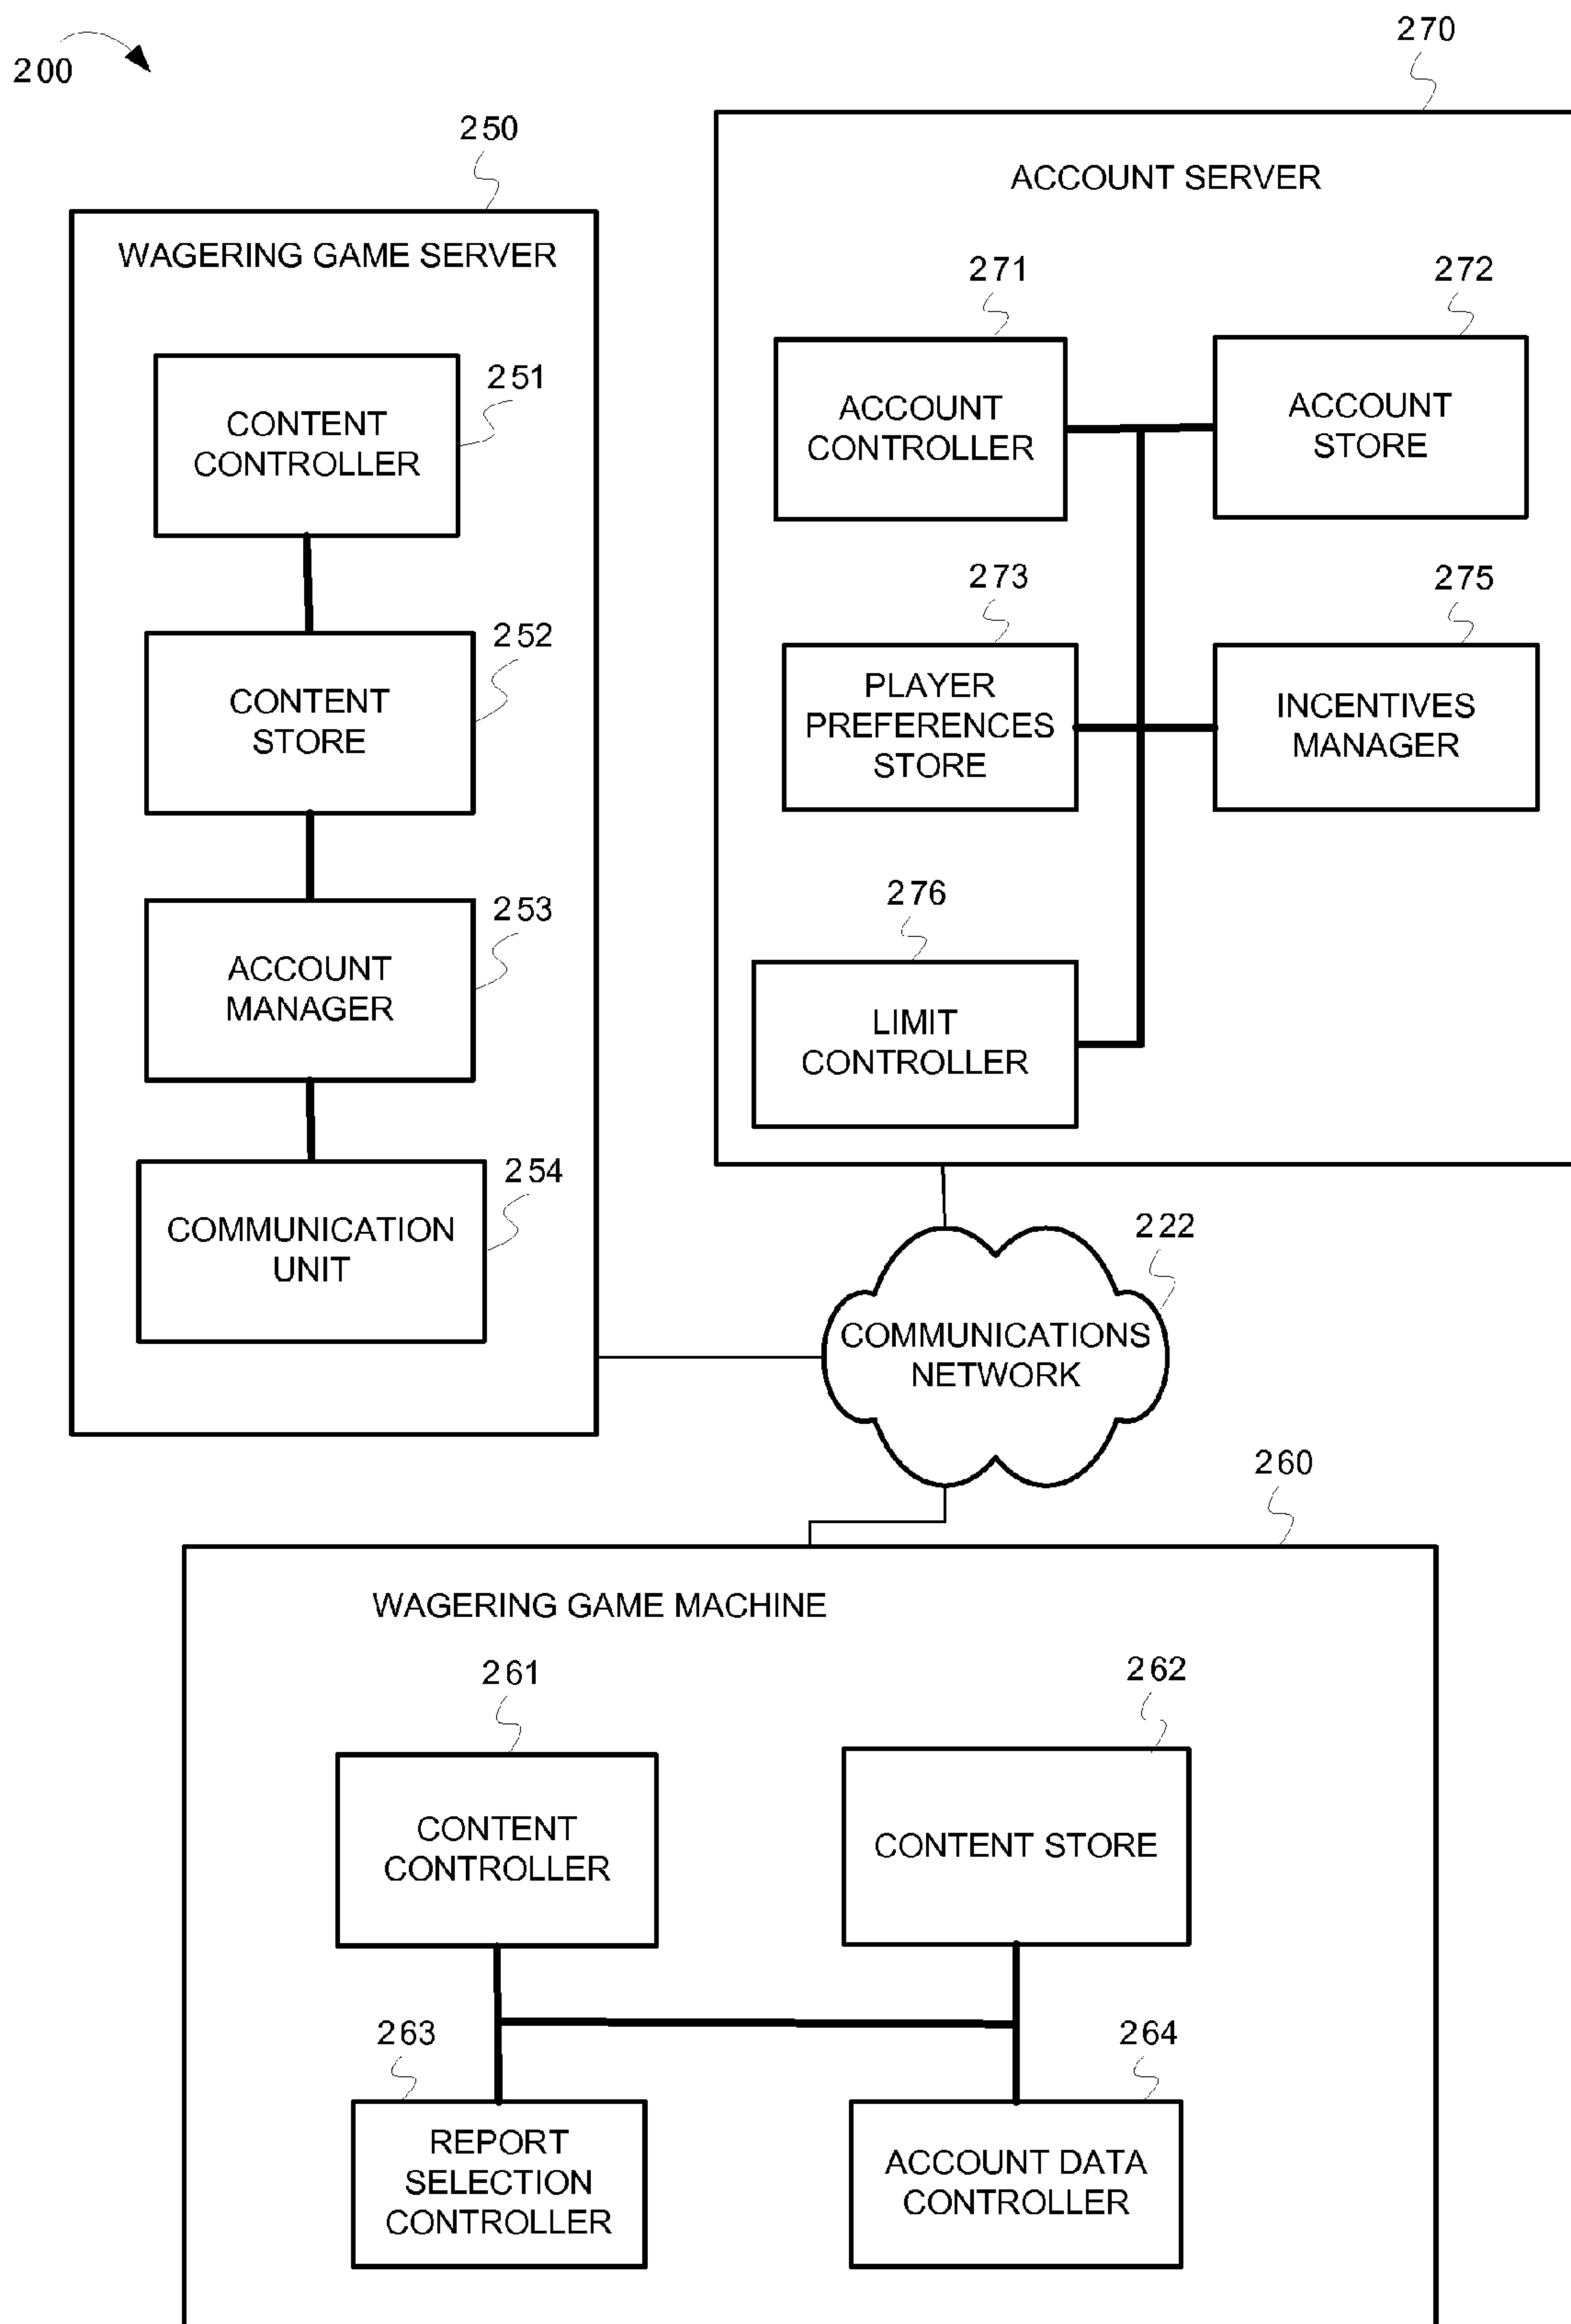 200
270
250
ACCOUNT SERVER
WAGERING GAME SERVER
271
272
251
CONTENT
CONTROLLER
ACCOUNT
CONTROLLER
ACCOUNT
STORE
273
275
252
CONTENT
STORE
PLAYER
PREFERENCES
STORE
INCENTIVES
MANAGER
276
253
ACCOUNT
MANAGER
LIMIT
CONTROLLER
254
COMMUNICATION
UNIT
222
COMMUNICATIONS
NETWORK
260
WAGERING GAME MACHINE
261
262
CONTENT
CONTROLLER
CONTENT STORE
263
264
REPORT
SELECTION
CONTROLLER
ACCOUNT DATA
CONTROLLER